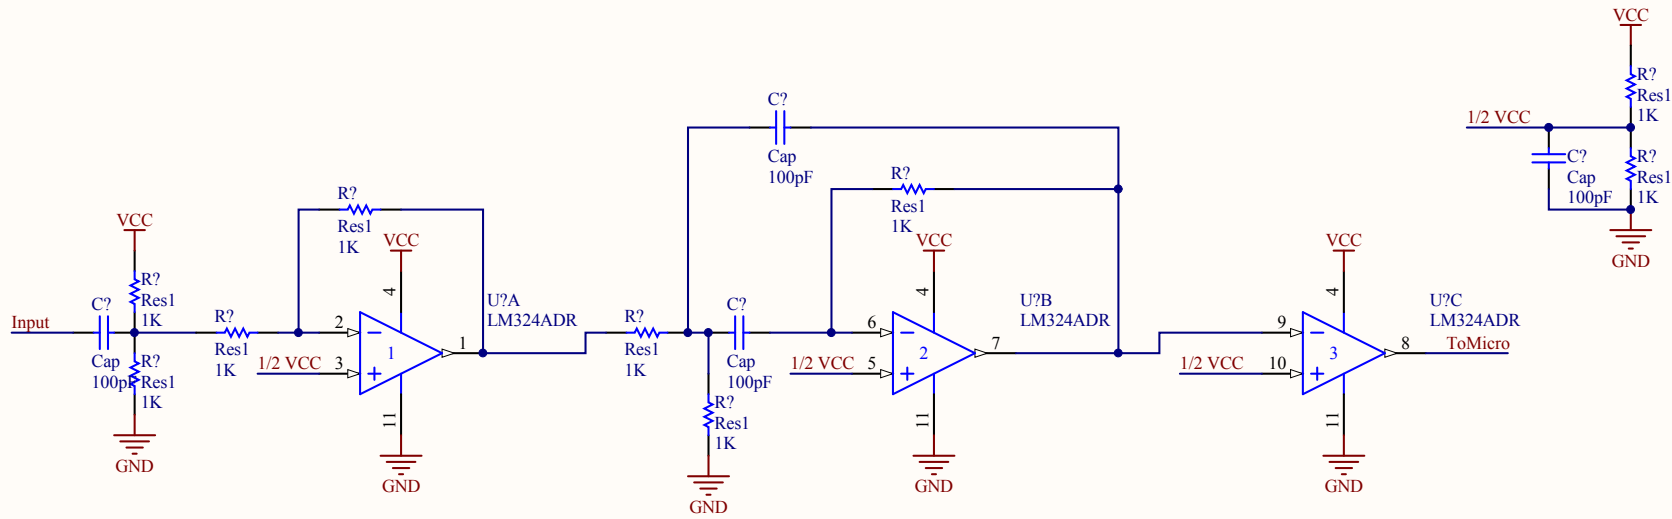 Input
C?
Cap
100pF
VCC
R?
Res1
1K
R?
Res1
1K
GND
R?
Res1
1K
R?
Res1
1K
1/2 VCC
2
3
1
VCC
4
11
GND
1
U?A
LM324ADR
R?
Res1
1K
C?
Cap
100pF
R?
Res1
1K
GND
C?
Cap
100pF
R?
Res1
1K
1/2 VCC
6
5
2
VCC
4
11
GND
7
U?B
LM324ADR
1/2 VCC
9
10
3
VCC
4
11
GND
8
U?C
LM324ADR
ToMicro
VCC
R?
Res1
1K
1/2 VCC
C?
Cap
100pF
R?
Res1
1K
GND